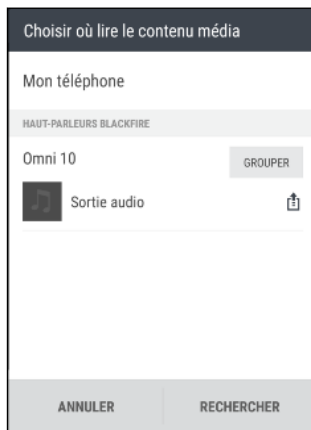 Choisir où lire le contenu média
Mon téléphone
HAUT-PARLEURS BLACKFIRE
Omni 10
GROUPER
Sortie audio
ANNULER
RECHERCHER